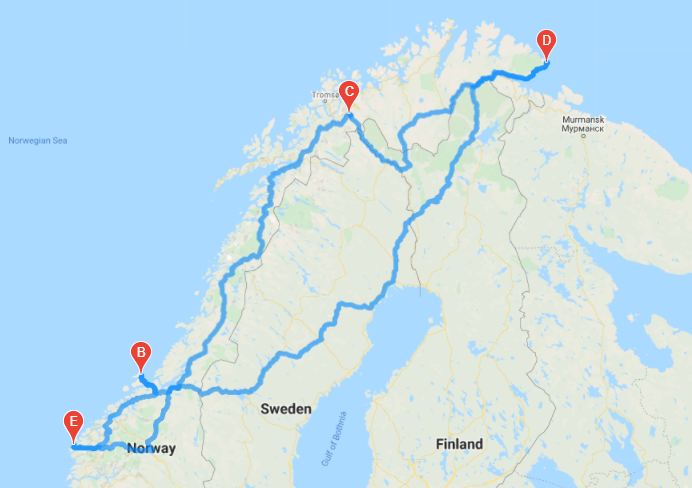 D
C
Tromsø
Murmansk
Мурманск
Norwegian Sea
B
E
Sweden
Norway
Gulf of Bothnia
Finland